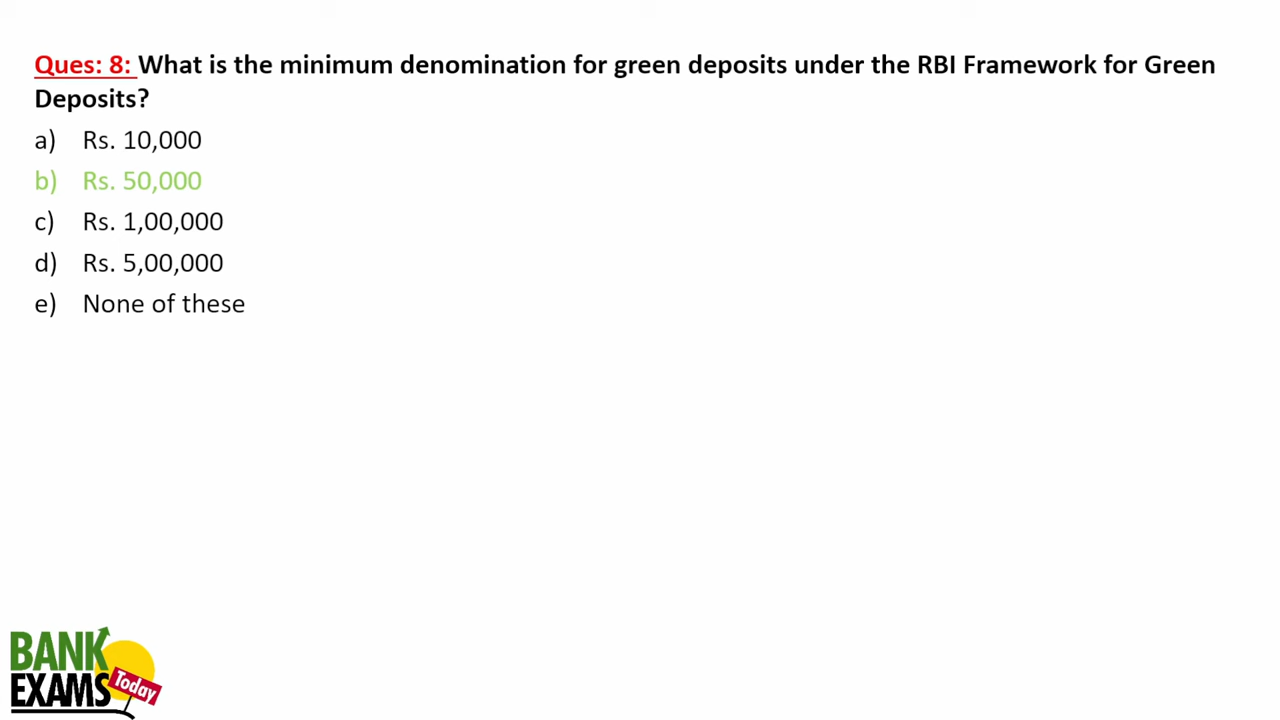 Ques: 8: What is the minimum denomination for green deposits under the RBI Framework for Green
Deposits?
a) Rs. 10,000
b) Rs. 50,000
c) Rs. 1,00,000
d) Rs. 5,00,000
e) None of these
BANK
EXAMS
Today